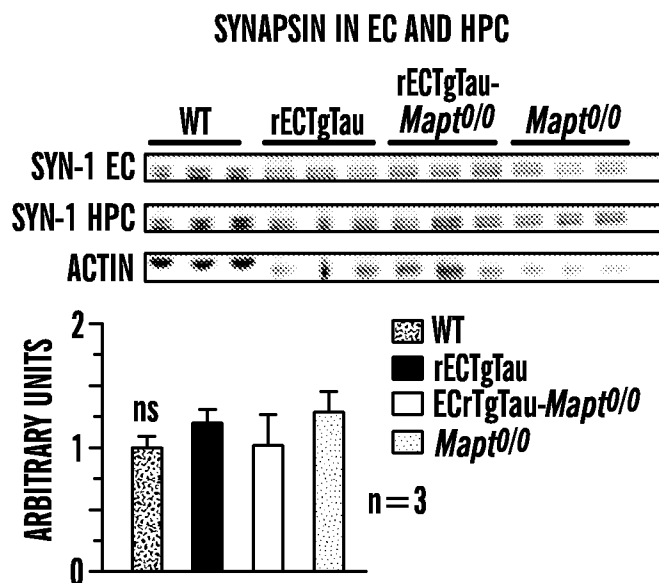 SYNAPSIN IN EC AND HPC
WT rECTgTau rECTgTau-Mapt0/0 Mapt0/0
SYN-1 EC
SYN-1 HPC
ACTIN
ARBITRARY UNITS
2
1
0
ns
WT
rECTgTau
ECrTgTau-Mapt0/0
Mapt0/0
n=3